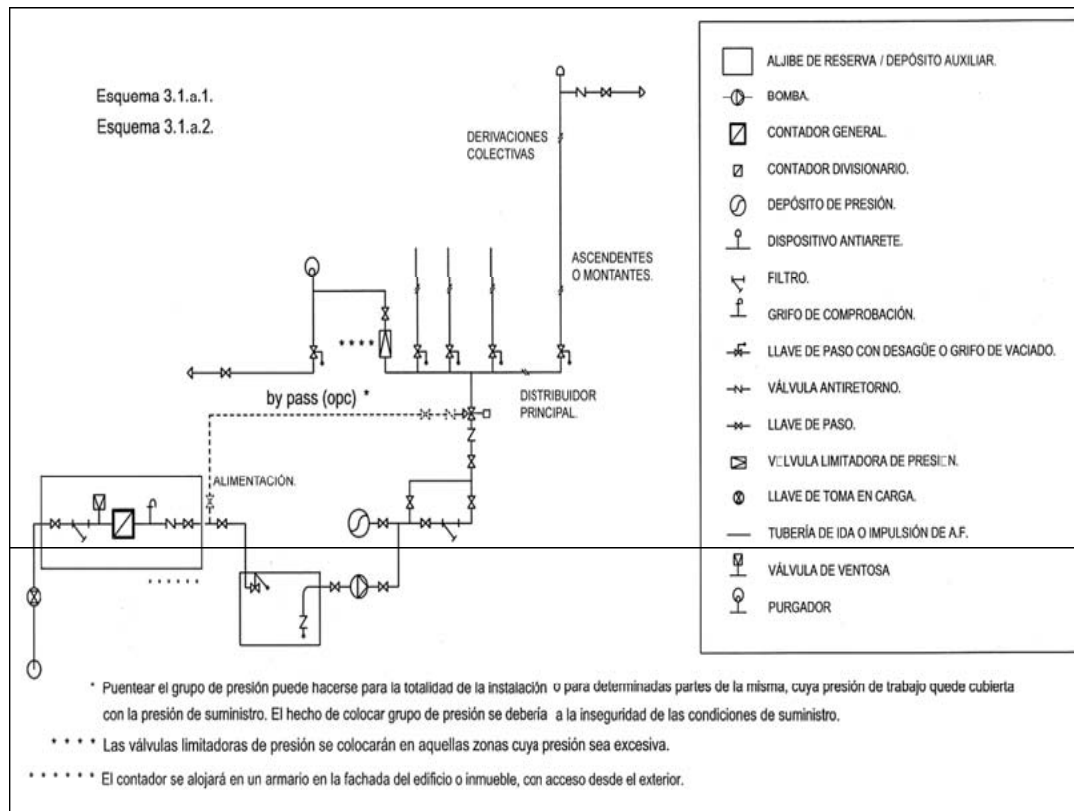 Esquema 3.1.a.1.
Esquema 3.1.a.2.
DERIVACIONES
COLECTIVAS
ASCENDENTES
O MONTANTES.
* * * *
DISTRIBUIDOR
PRINCIPAL.
by pass (opc) *
ALIMENTACIÓN.
* * * * * *
ALJIBE DE RESERVA / DEPÓSITO AUXILIAR.
BOMBA.
CONTADOR GENERAL.
CONTADOR DIVISIONARIO.
DEPÓSITO DE PRESIÓN.
DISPOSITIVO ANTIARETE.
FILTRO.
GRIFO DE COMPROBACIÓN.
LLAVE DE PASO CON DESAGÜE O GRIFO DE VACIADO.
VÁLVULA ANTIRETORNO.
LLAVE DE PASO.
V□LVULA LIMITADORA DE PRESI□N.
LLAVE DE TOMA EN CARGA.
TUBERÍA DE IDA O IMPULSIÓN DE A.F.
VÁLVULA DE VENTOSA
PURGADOR
* Puentear el grupo de presión puede hacerse para la totalidad de la instalación o para determinadas partes de la misma, cuya presión de trabajo quede cubierta
con la presión de suministro. El hecho de colocar grupo de presión se debería a la inseguridad de las condiciones de suministro.
* * * * Las válvulas limitadoras de presión se colocarán en aquellas zonas cuya presión sea excesiva.
* * * * * * El contador se alojará en un armario en la fachada del edificio o inmueble, con acceso desde el exterior.